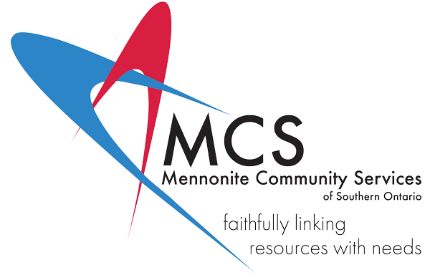 MCS
Mennonite Community Services
of Southern Ontario
faithfully linking
resources with needs